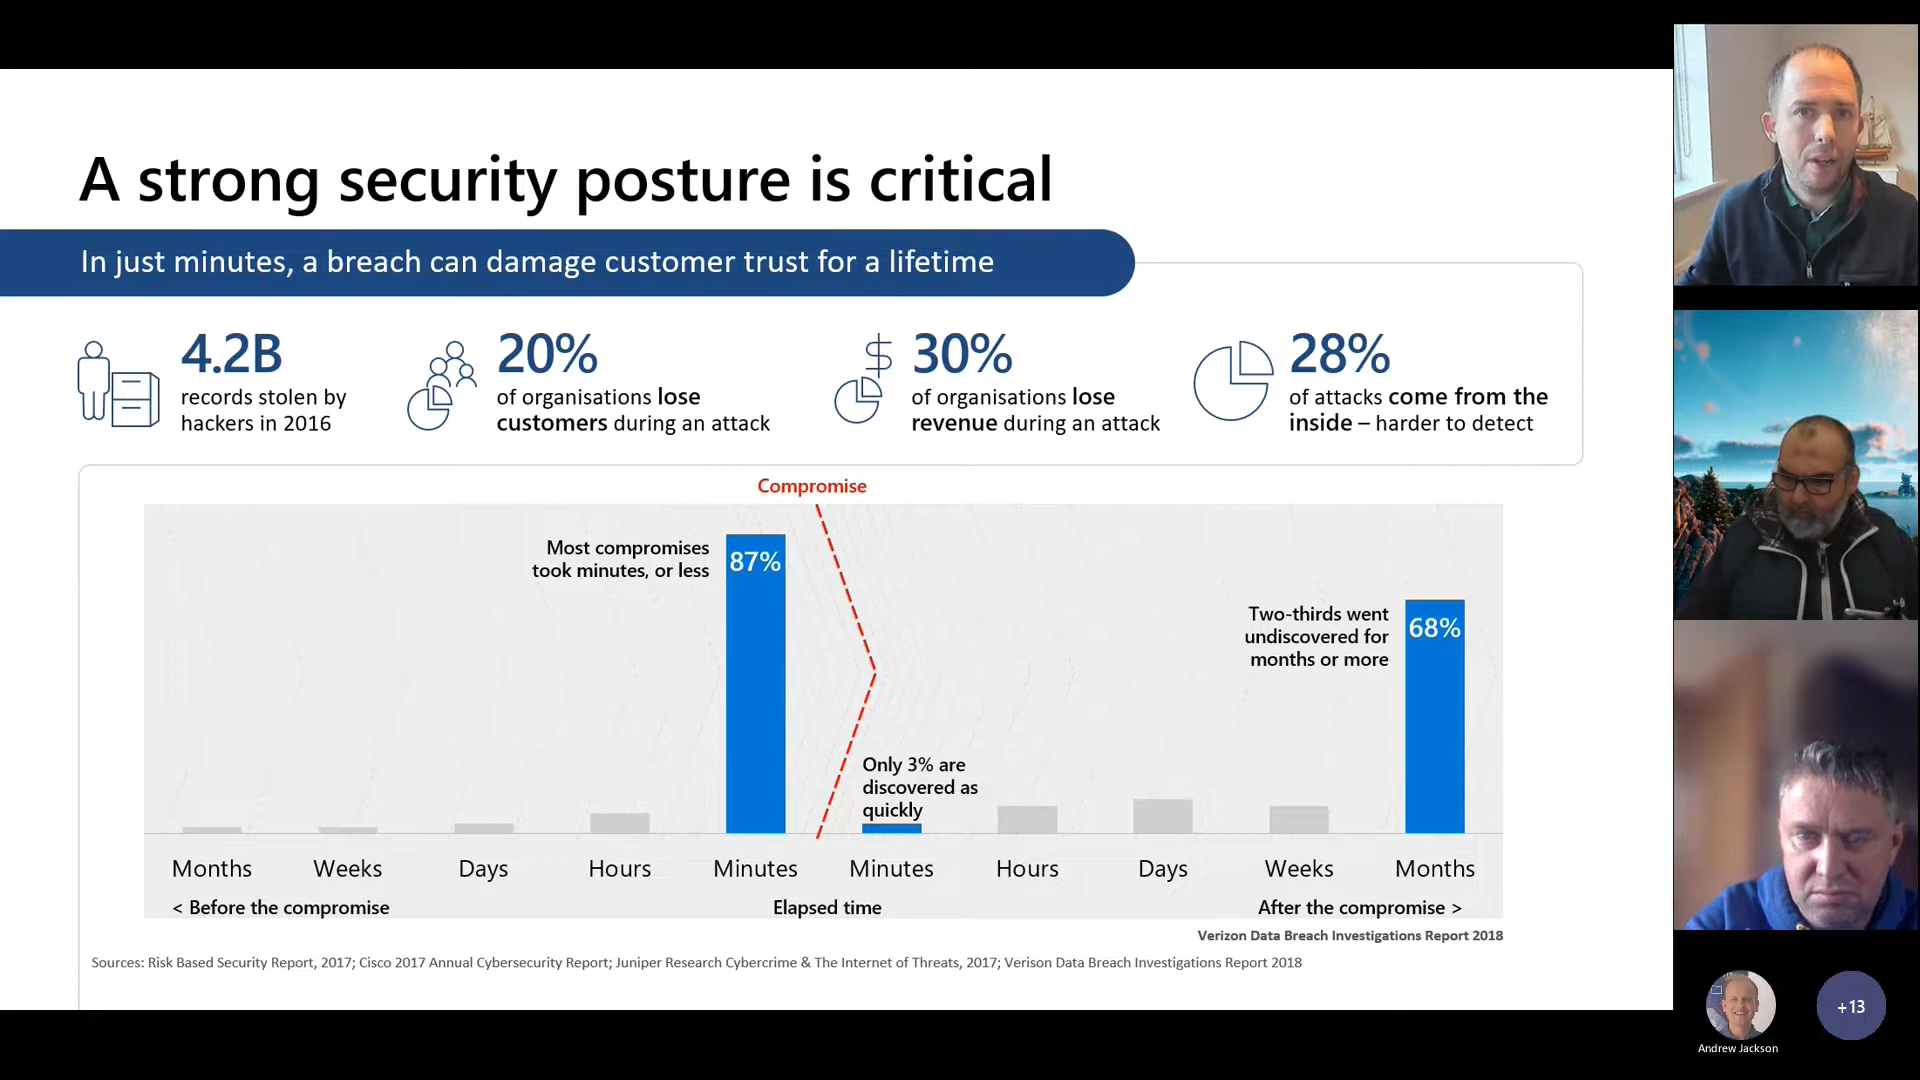 A strong security posture is critical
In just minutes, a breach can damage customer trust for a lifetime
4.2B
records stolen by
hackers in 2016
20%
of organisations lose
customers during an attack
30%
of organisations lose
revenue during an attack
28%
of attacks come from the
inside – harder to detect
Compromise
Most compromises
took minutes, or less
87%
Two-thirds went
undiscovered for
months or more
68%
Only 3% are
discovered as
quickly
Months Weeks Days Hours Minutes Minutes Hours Days Weeks Months
< Before the compromise Elapsed time After the compromise >
Verizon Data Breach Investigations Report 2018
Sources: Risk Based Security Report, 2017; Cisco 2017 Annual Cybersecurity Report; Juniper Research Cybercrime & The Internet of Threats, 2017; Verison Data Breach Investigations Report 2018
+13
Andrew Jackson